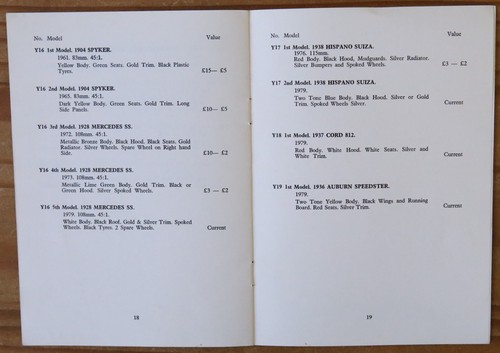 No. Model Value
Y16 1st Model. 1904 SPYKER.
1961. 83mm. 45:1.
Yellow Body. Green Seats. Gold Trim. Black Plastic
Tyres. £15— £5
Y16 2nd Model. 1904 SPYKER.
1965. 83mm. 45:1.
Dark Yellow Body. Green Seats. Gold Trim. Long
Side Panels. £10— £5
Y16 3rd Model. 1928 MERCEDES SS.
1972. 108mm. 45:1.
Metallic Bronze Body. Black Hood. Black Seats. Gold
Radiator. Silver Wheels. Spare Wheel on Right hand
Side. £10— £2
Y16 4th Model. 1928 MERCEDES SS.
1973. 108mm. 45:1.
Metallic Lime Green Body. Gold Trim. Black or
Green Hood. Silver Spoked Wheels. £3 — £2
Y16 5th Model. 1928 MERCEDES SS.
1979. 108mm. 45:1.
White Body. Black Roof. Gold & Silver Trim. Spoked
Wheels. Black Tyres. 2 Spare Wheels. Current
18
No. Model Value
Y17 1st Model. 1938 HISPANO SUIZA.
1976. 115mm.
Red Body. Black Hood, Mudguards. Silver Radiator.
Silver Bumpers and Spoked Wheels. £3 — £2
Y17 2nd Model. 1938 HISPANO SUIZA.
1979.
Two Tone Blue Body. Black Hood. Silver or Gold
Trim. Spoked Wheels Silver. Current
Y18 1st Model. 1937 CORD 812.
1979.
Red Body. White Hood. White Seats. Silver and
White Trim. Current
Y19 1st Model. 1936 AUBURN SPEEDSTER.
1979.
Two Tone Yellow Body. Black Wings and Running
Board. Red Seats. Silver Trim. Current
19